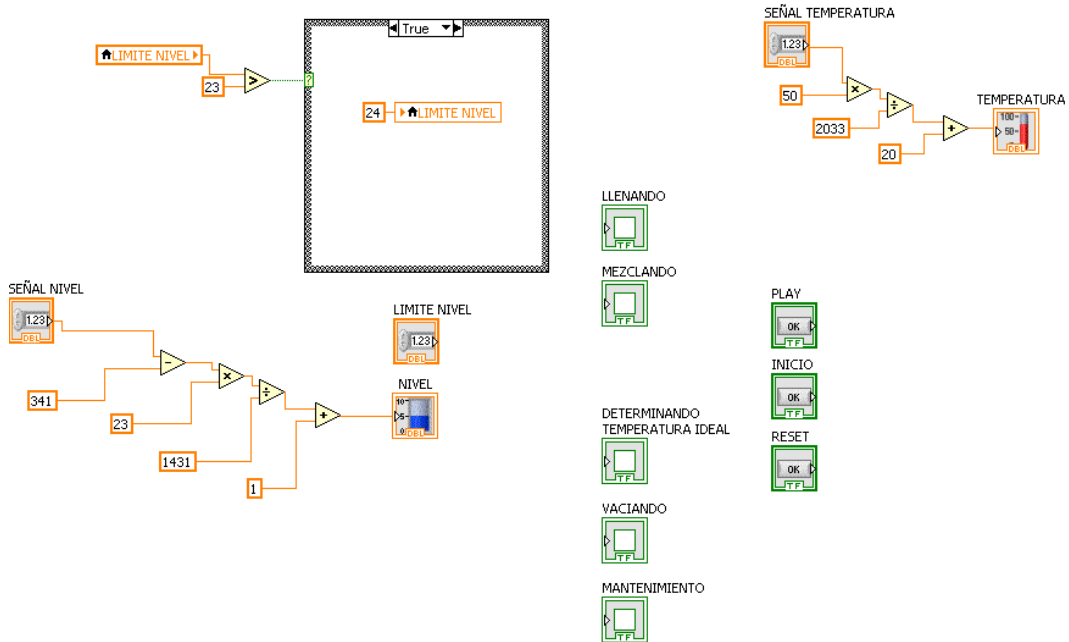 True
LIMITE NIVEL
23
>
?
24
LIMITE NIVEL
SEÑAL TEMPERATURA
1.23
DBL
50
×
÷
2033
+
20
TEMPERATURA
100
50
DBL
LLENANDO
TF
MEZCLANDO
TF
SEÑAL NIVEL
1.23
DBL
341
−
×
23
÷
1431
+
1
LIMITE NIVEL
1.23
DBL
NIVEL
10
5
0
DBL
PLAY
OK
TF
INICIO
OK
TF
RESET
OK
TF
DETERMINANDO
TEMPERATURA IDEAL
TF
VACIANDO
TF
MANTENIMIENTO
TF